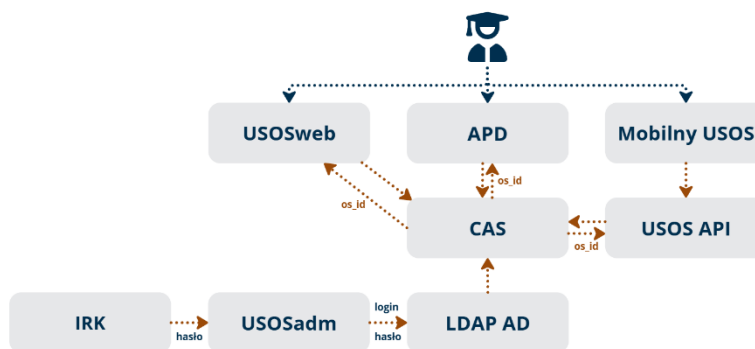 USOSweb
APD
Mobilny USOS
os_id
os_id
CAS
USOS API
os_id
IRK
hasło
USOSadm
login
hasło
LDAP AD